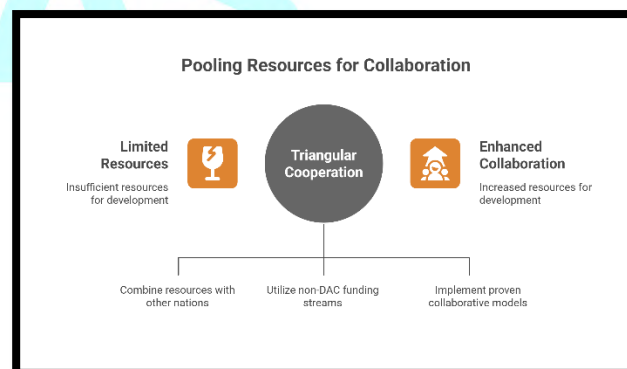 Pooling Resources for Collaboration
Limited
Resources
Insufficient resources
for development
Triangular
Cooperation
Enhanced
Collaboration
Increased resources for
development
Combine resources with
other nations
Utilize non-DAC funding
streams
Implement proven
collaborative models